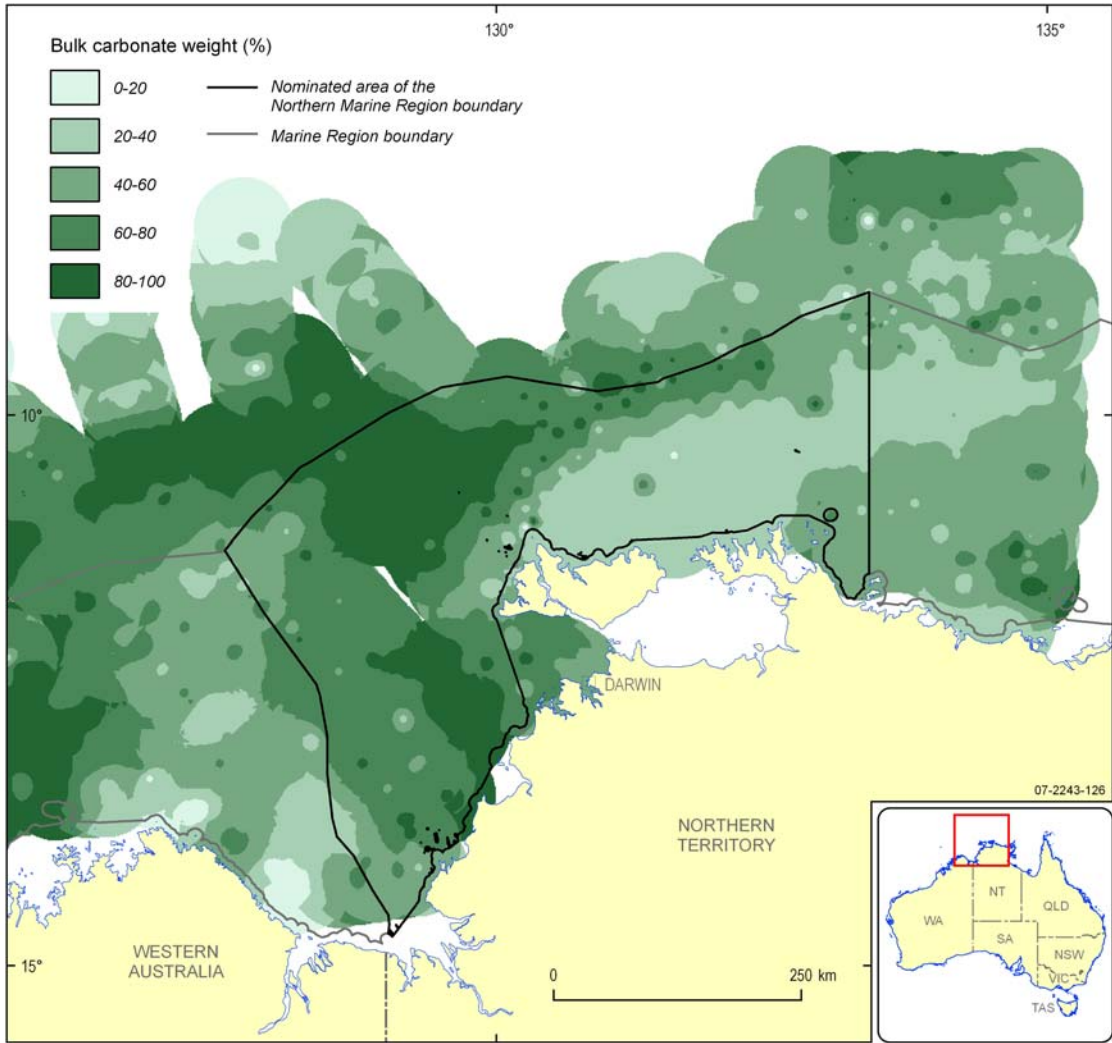 130°
135°
Bulk carbonate weight (%)
0-20
20-40
40-60
60-80
80-100
Nominated area of the
Northern Marine Region boundary
Marine Region boundary
10°
DARWIN
07-2243-126
NORTHERN
TERRITORY
WESTERN
AUSTRALIA
15°
0
250 km
NT
QLD
WA
SA
NSW
VIC
TAS